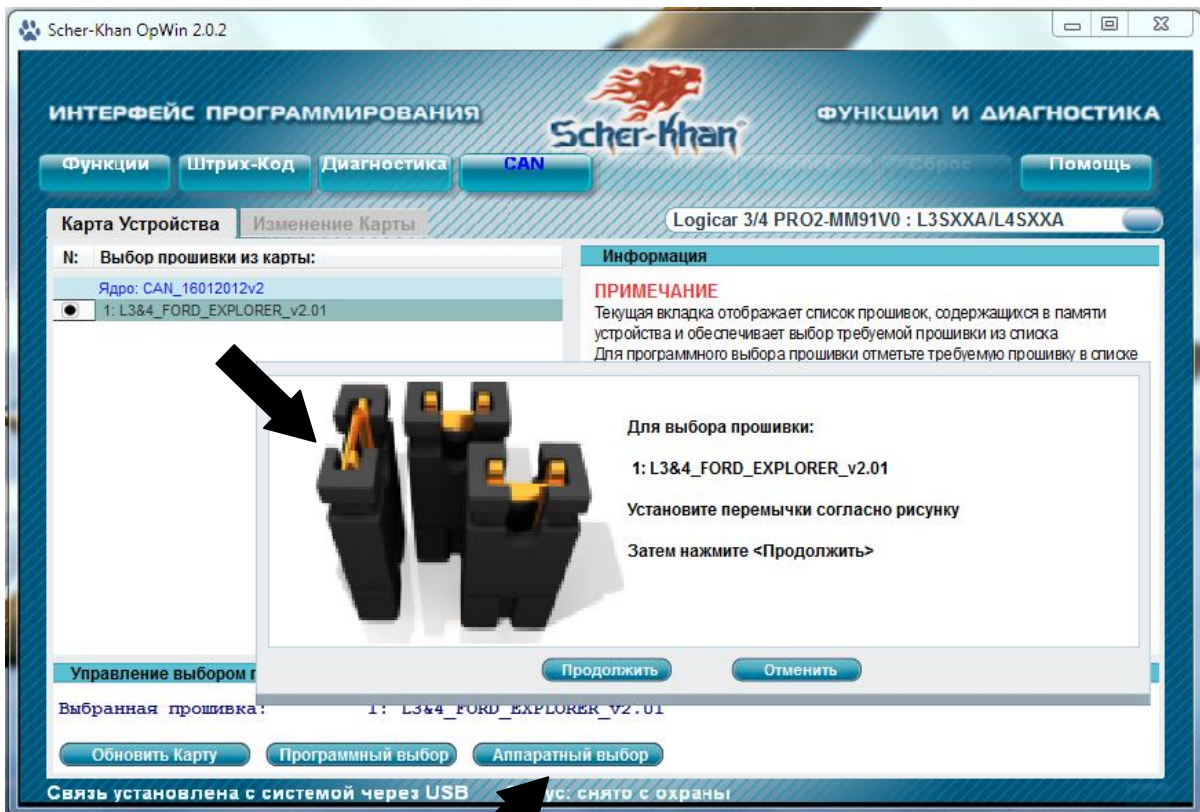 Scher-Khan OpWin 2.0.2
ИНТЕРФЕЙС ПРОГРАММИРОВАНИЯ
Scher-Khan
ФУНКЦИИ И ДИАГНОСТИКА
Функции
Штрих-Код
Диагностика
CAN
Сброс
Помощь
Карта Устройства
Изменение Карты
Logicar 3/4 PRO2-MM91V0 : L3SXXA/L4SXXA
N: Выбор прошивки из карты:
Ядро: CAN_16012012v2
1: L3&4_FORD_EXPLORER_v2.01
Информация
ПРИМЕЧАНИЕ
Текущая вкладка отображает список прошивок, содержащихся в памяти
устройства и обеспечивает выбор требуемой прошивки из списка
Для программного выбора прошивки отметьте требуемую прошивку в списке
Для выбора прошивки:
1: L3&4_FORD_EXPLORER_v2.01
Установите перемычки согласно рисунку
Затем нажмите <Продолжить>
Продолжить
Отменить
Управление выбором
Выбранная прошивка: 1: L3&4_FORD_EXPLORER_v2.01
Обновить Карту
Программный выбор
Аппаратный выбор
Связь установлена с системой через USB снято с охраны